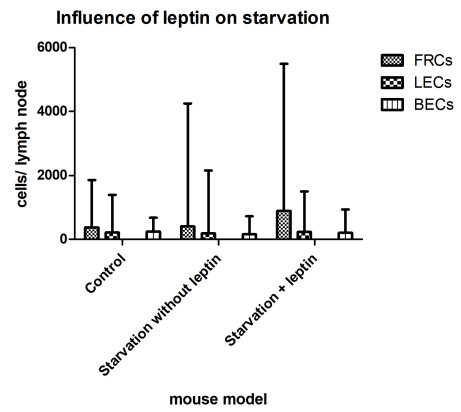 Influence of leptin on starvation
6000
4000
2000
0
cells/ lymph node
FRCs
LECs
BECs
Control
Starvation without leptin
Starvation + leptin
mouse model